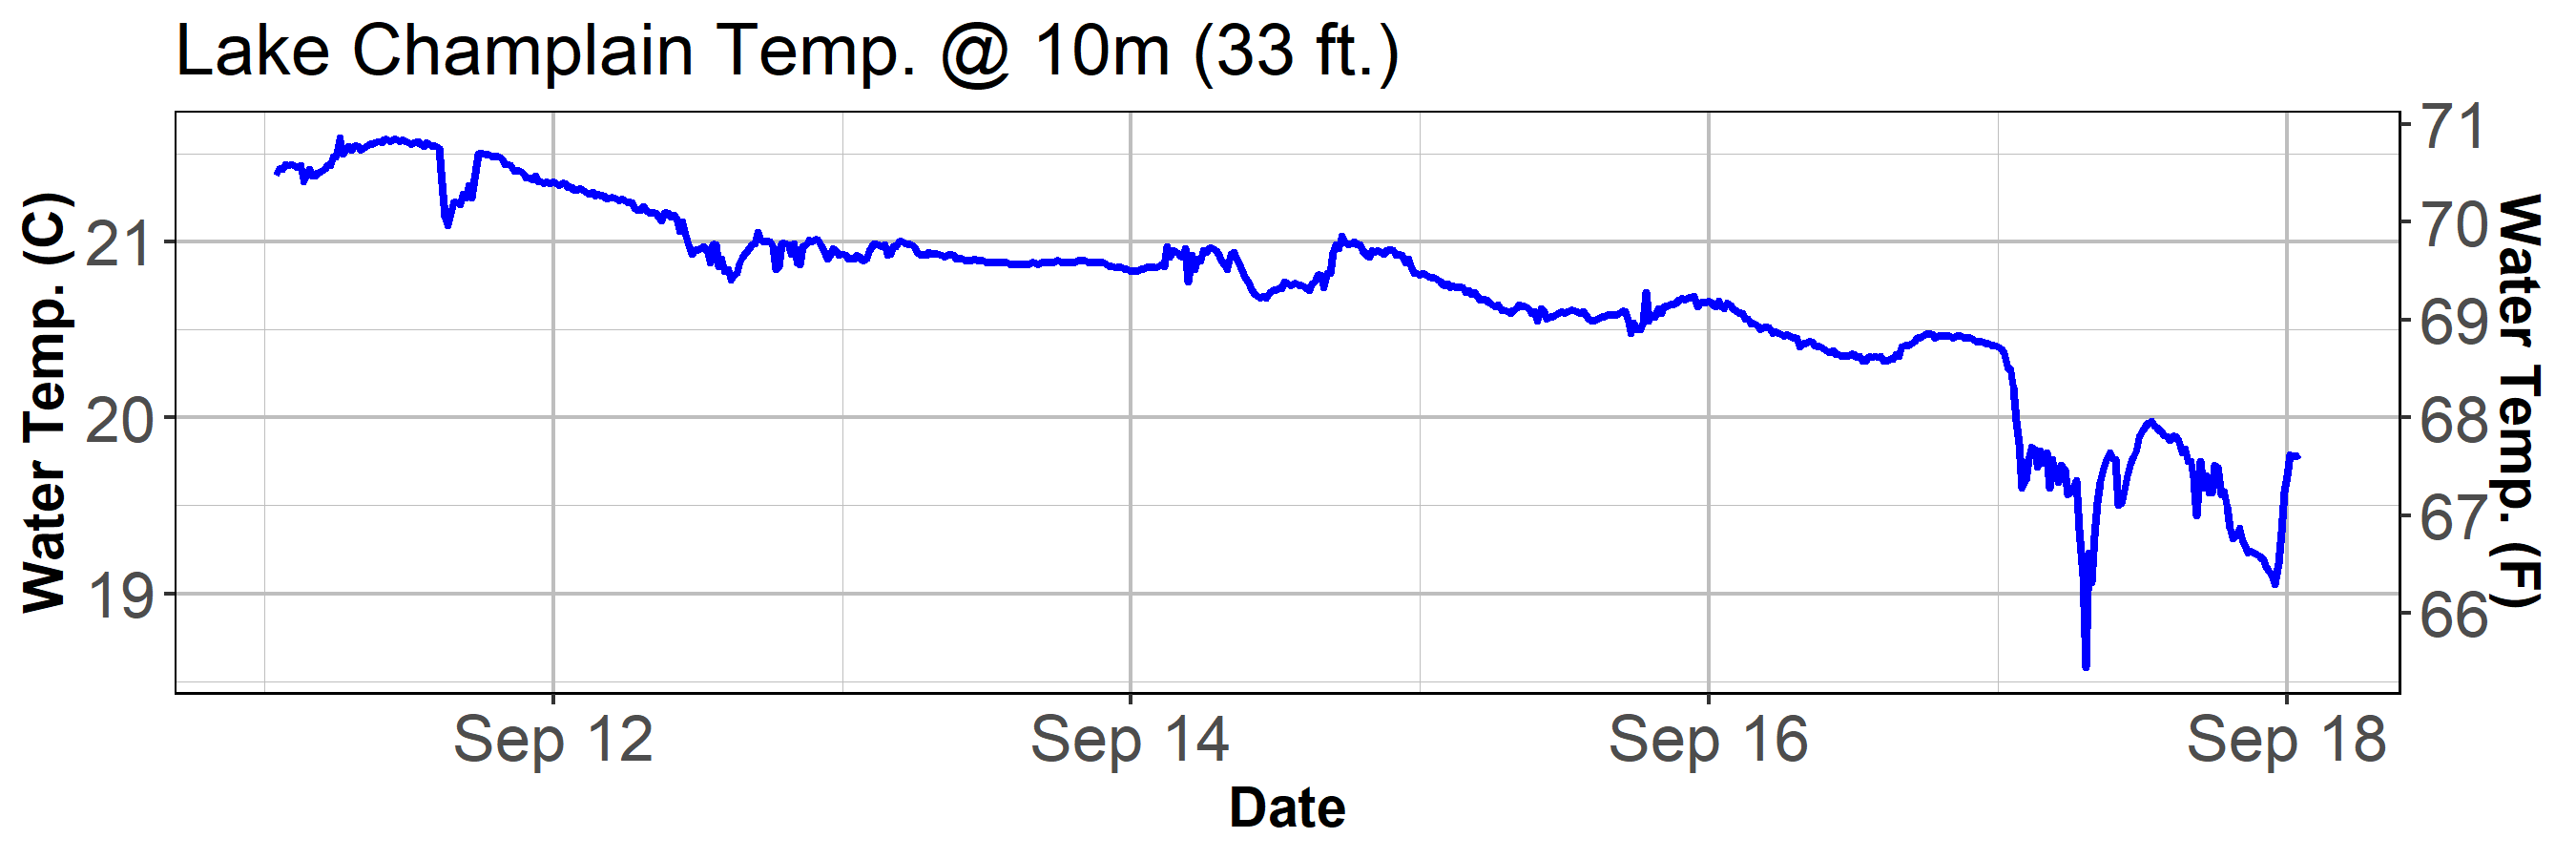 Lake Champlain Temp. @ 10m (33 ft.)
Water Temp. (C)
21
20
19
71
70
69
68
67
66
Water Temp. (F)
Sep 12 Sep 14 Sep 16 Sep 18
Date